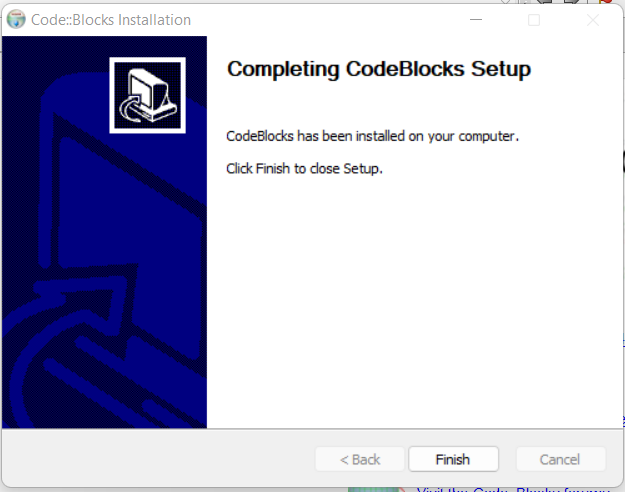 Code::Blocks Installation
Completing CodeBlocks Setup
CodeBlocks has been installed on your computer.
Click Finish to close Setup.
< Back
Finish
Cancel